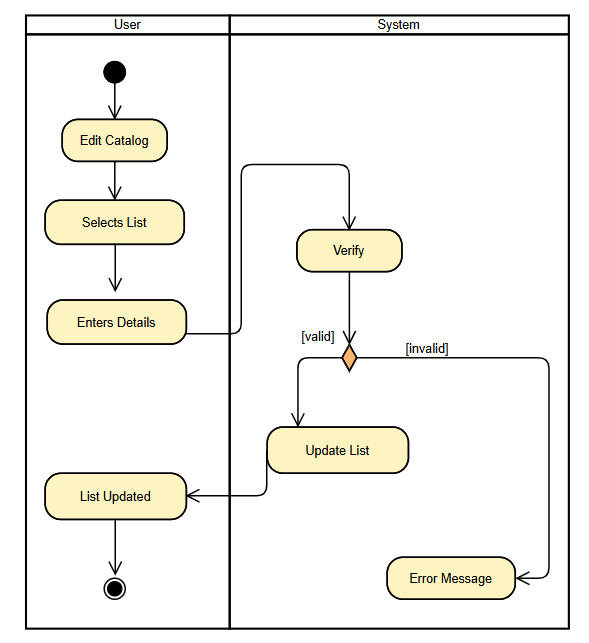 User
System
Edit Catalog
Selects List
Verify
Enters Details
[valid]
[invalid]
Update List
List Updated
Error Message